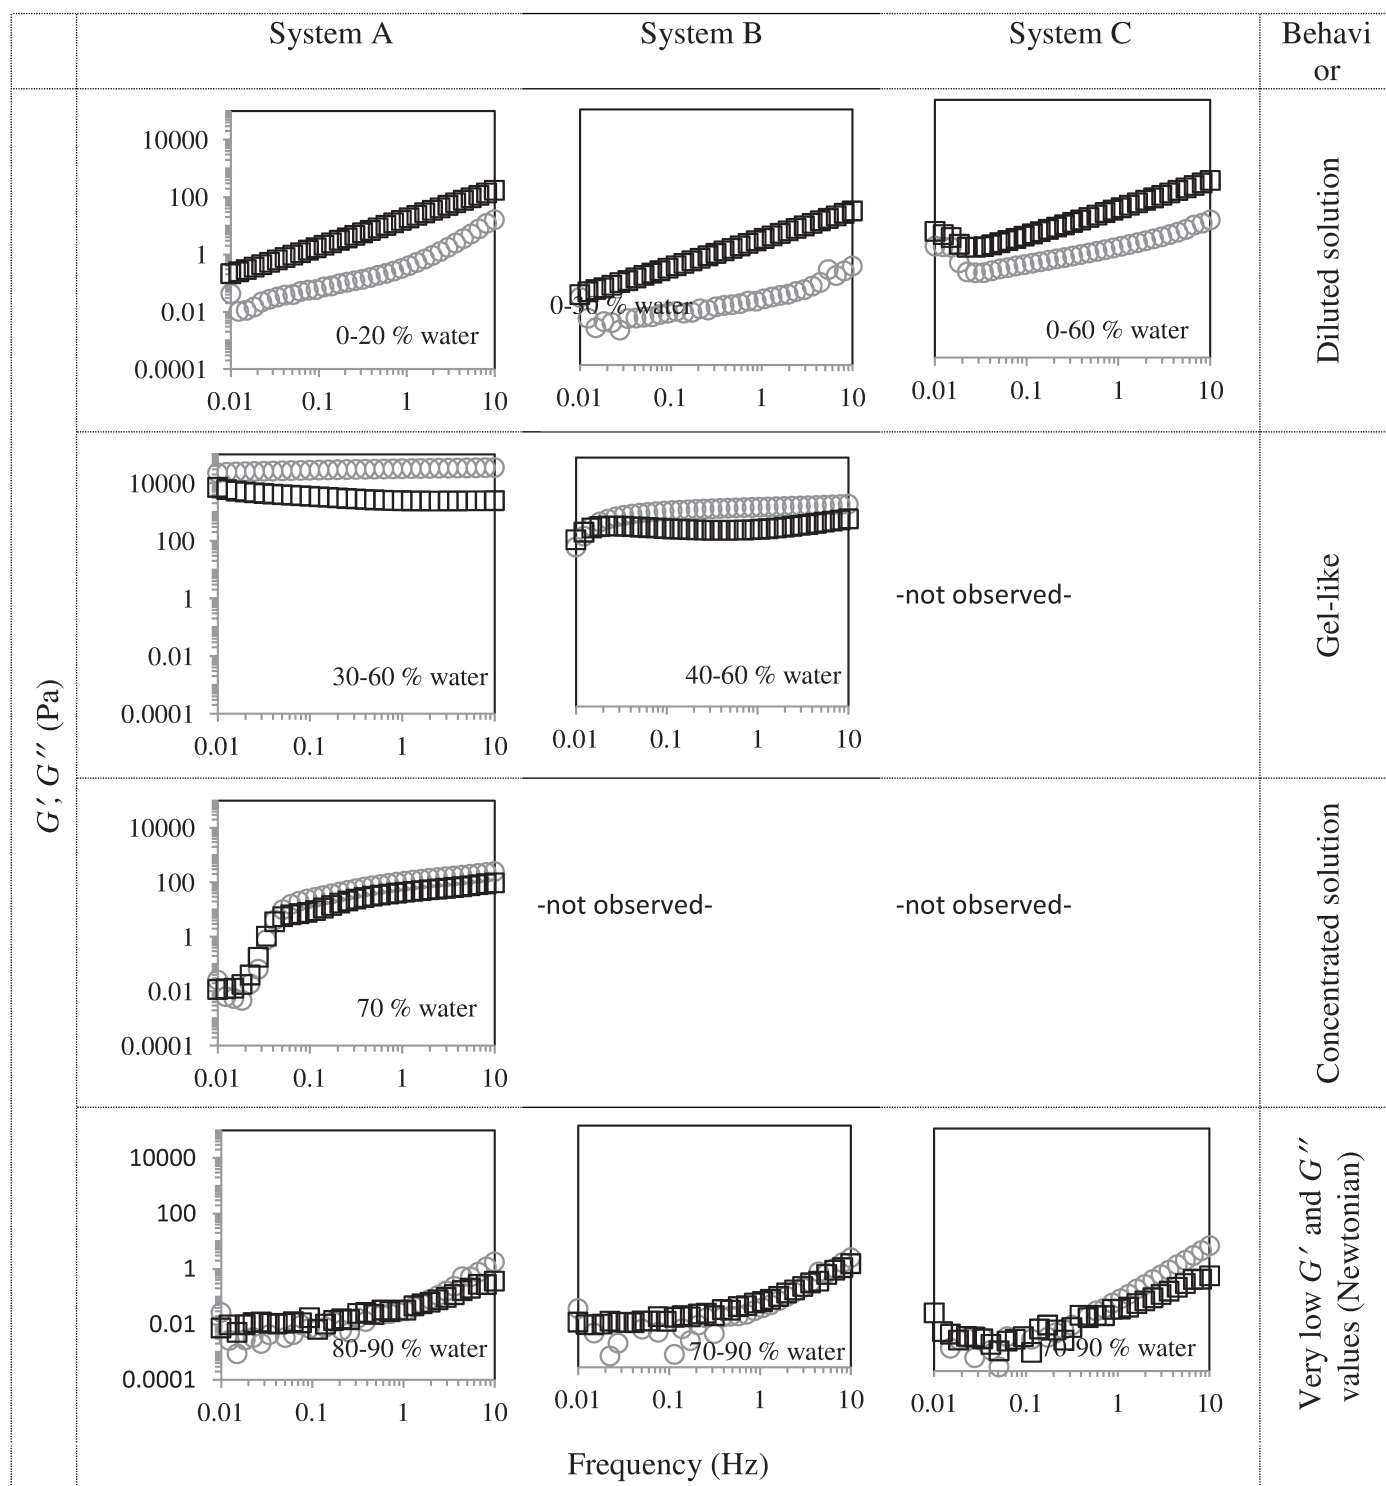 System A System B System C Behavi
or
10000
100
1
0.01
0.0001
0-20 % water
0.01 0.1 1 10
0-30 % water
0.01 0.1 1 10
0-60 % water
0.01 0.1 1 10
Diluted solution
10000
100
1
0.01
0.0001
30-60 % water
0.01 0.1 1 10
40-60 % water
0.01 0.1 1 10
-not observed-
Gel-like
G′, G′′ (Pa)
10000
100
1
0.01
0.0001
70 % water
0.01 0.1 1 10
-not observed-
-not observed-
Concentrated solution
10000
100
1
0.01
0.0001
80-90 % water
0.01 0.1 1 10
70-90 % water
0.01 0.1 1 10
70-90 % water
0.01 0.1 1 10
Very low G′ and G′′
values (Newtonian)
Frequency (Hz)